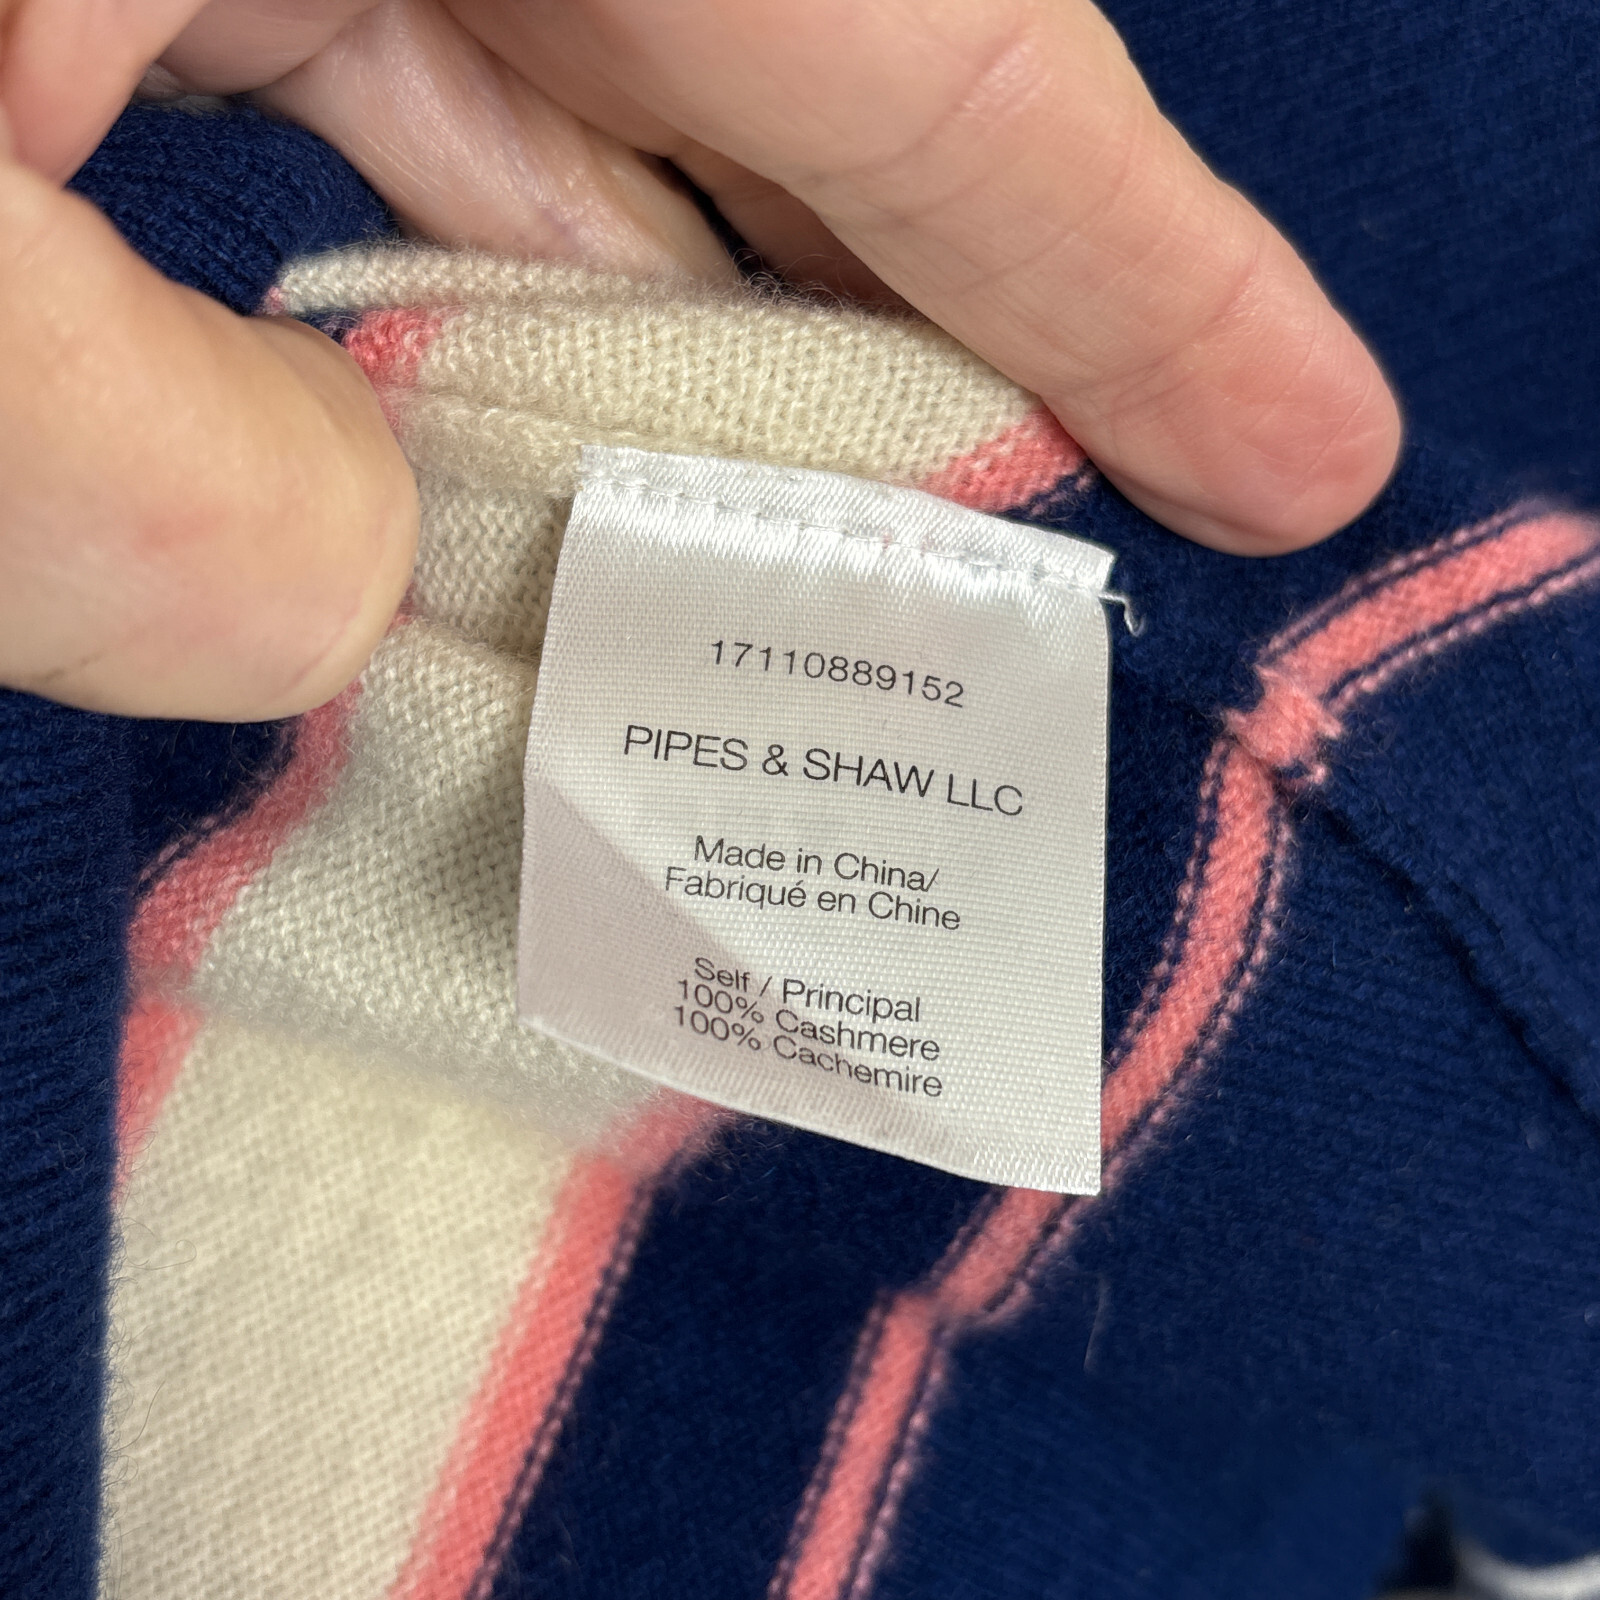 17110889152
PIPES & SHAW LLC
Made in China/
Fabriqué en Chine
Self / Principal
100% Cashmere
100% Cachemire